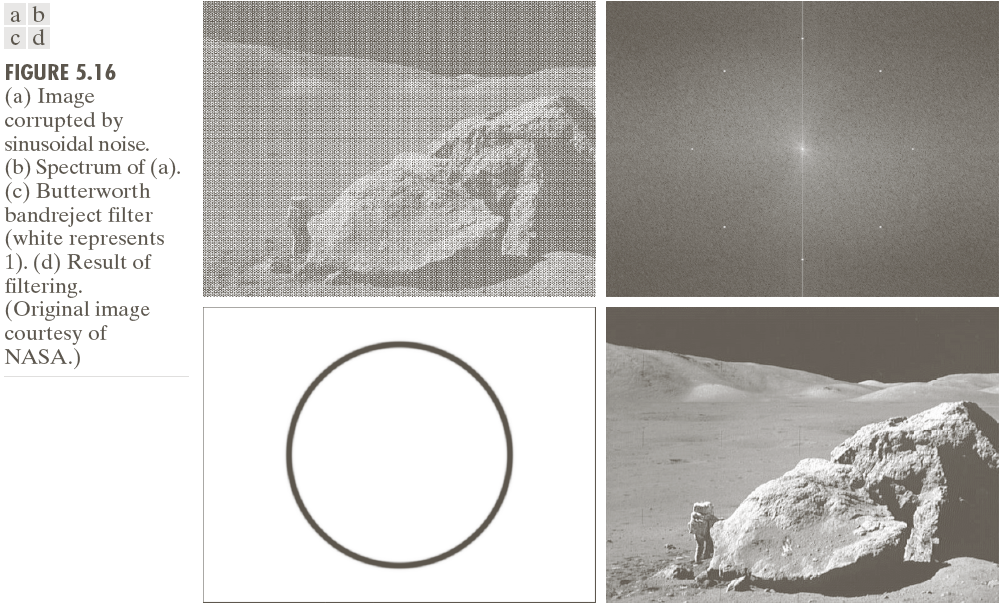 a b
c d
FIGURE 5.16
(a) Image
corrupted by
sinusoidal noise.
(b) Spectrum of (a).
(c) Butterworth
bandreject filter
(white represents
1). (d) Result of
filtering.
(Original image
courtesy of
NASA.)